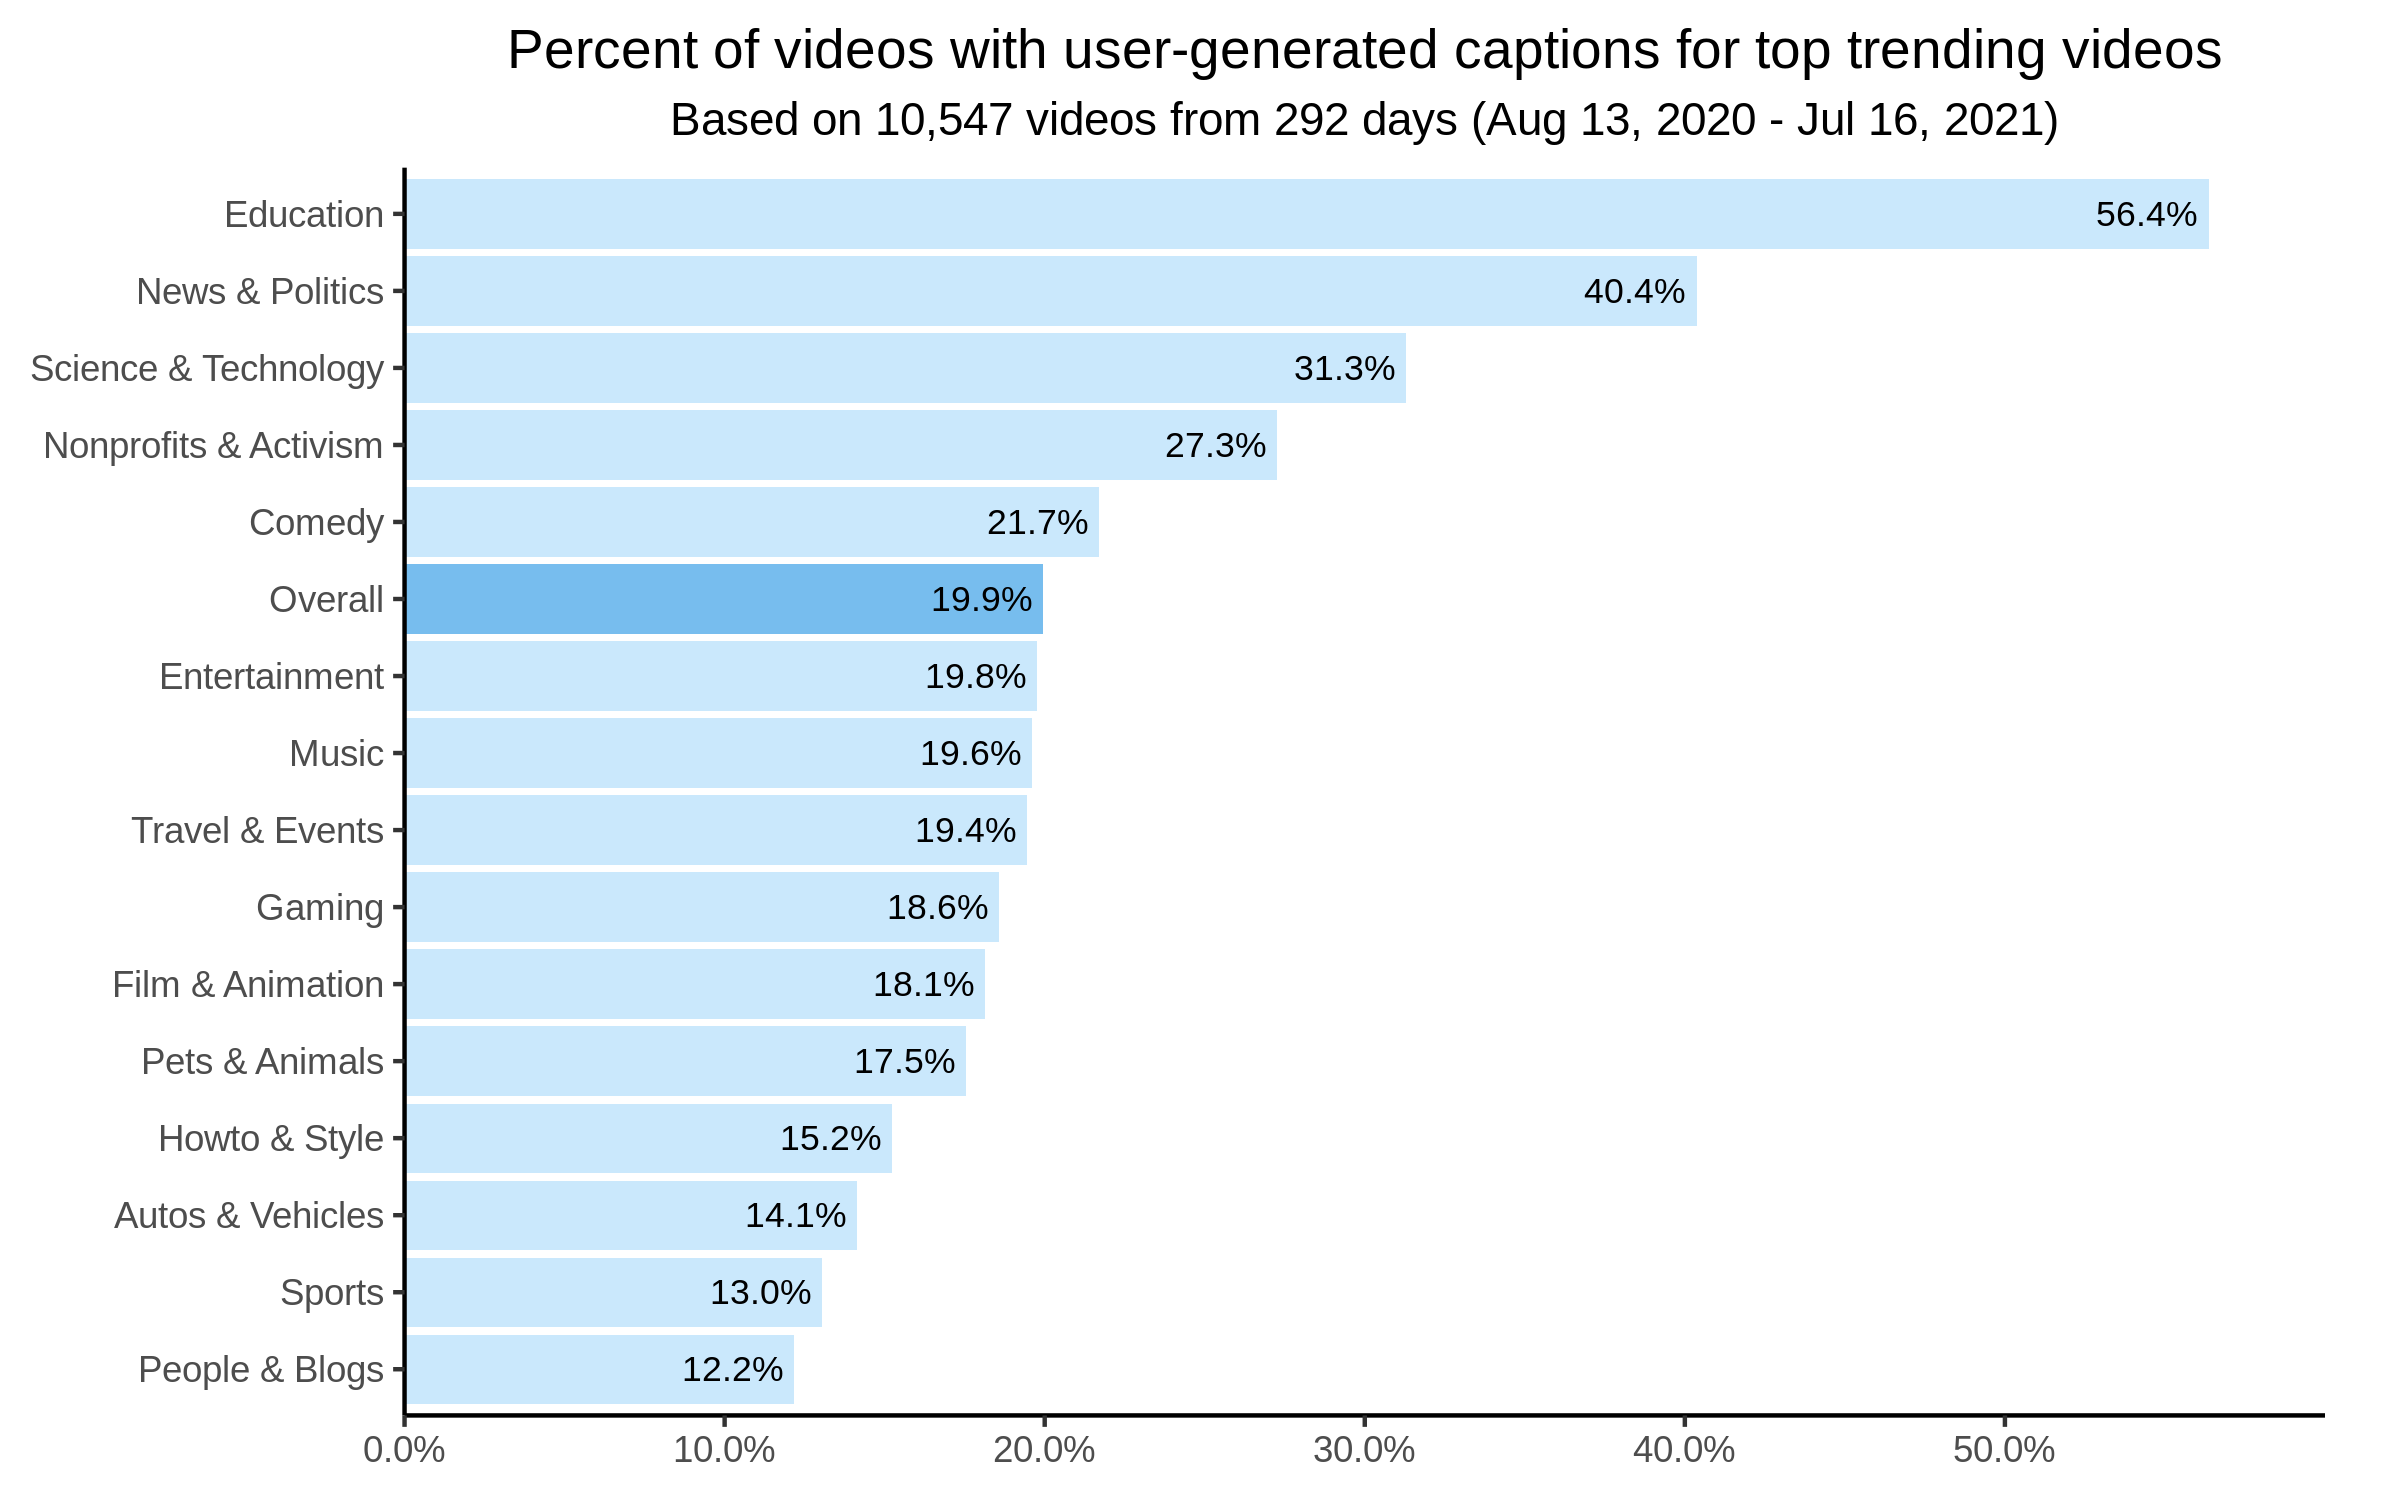 Percent of videos with user-generated captions for top trending videos
Based on 10,547 videos from 292 days (Aug 13, 2020 - Jul 16, 2021)
Education 56.4%
News & Politics 40.4%
Science & Technology 31.3%
Nonprofits & Activism 27.3%
Comedy 21.7%
Overall 19.9%
Entertainment 19.8%
Music 19.6%
Travel & Events 19.4%
Gaming 18.6%
Film & Animation 18.1%
Pets & Animals 17.5%
Howto & Style 15.2%
Autos & Vehicles 14.1%
Sports 13.0%
People & Blogs 12.2%
0.0% 10.0% 20.0% 30.0% 40.0% 50.0%